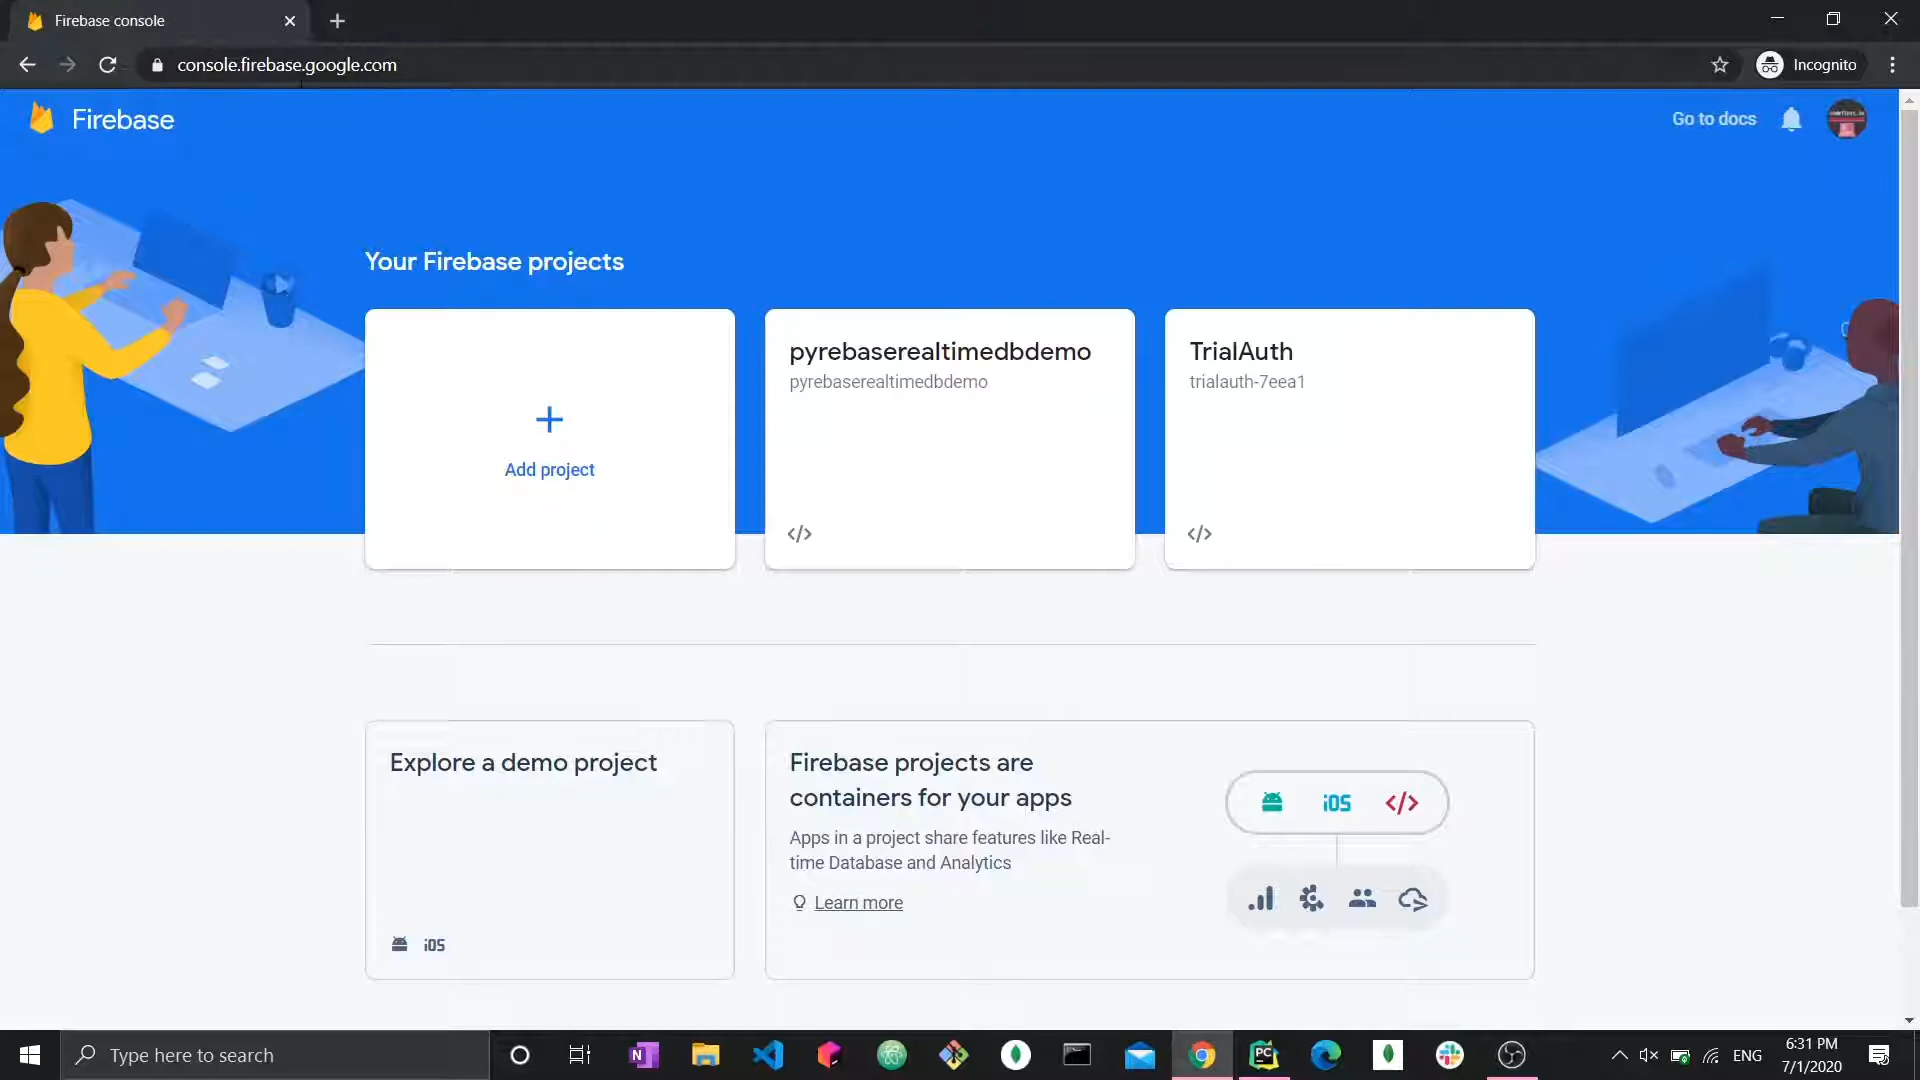 Firebase console
console.firebase.google.com
Incognito
Firebase
Go to docs
Your Firebase projects
Add project
pyrebaserealtimedbdemo
pyrebaserealtimedbdemo
</>
TrialAuth
trialauth-7eea1
</>
Explore a demo project
iOS
Firebase projects are
containers for your apps
Apps in a project share features like Real-
time Database and Analytics
Learn more
iOS
</>
Type here to search
N
PC
ENG
6:31 PM
7/1/2020